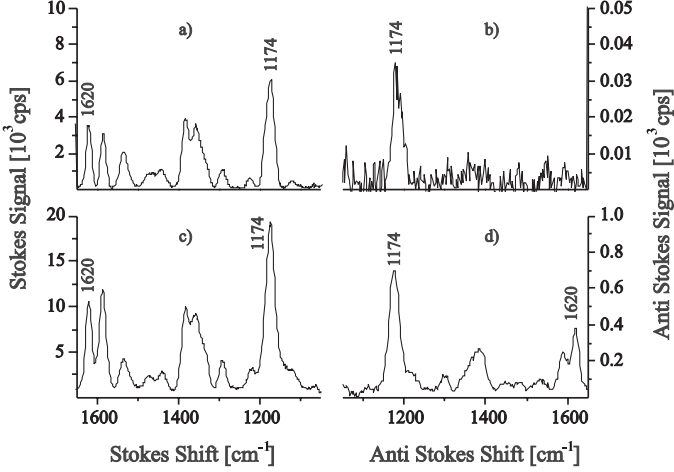 10
8
6
4
2
a)
1620
1174
b)
1174
0.05
0.04
0.03
0.02
0.01
20
15
10
5
c)
1620
1174
d)
1174
1620
1.0
0.8
0.6
0.4
0.2
1600 1400 1200
1200 1400 1600
Stokes Shift [cm⁻¹]
Anti Stokes Shift [cm⁻¹]
Stokes Signal [10³ cps]
Anti Stokes Signal [10³ cps]